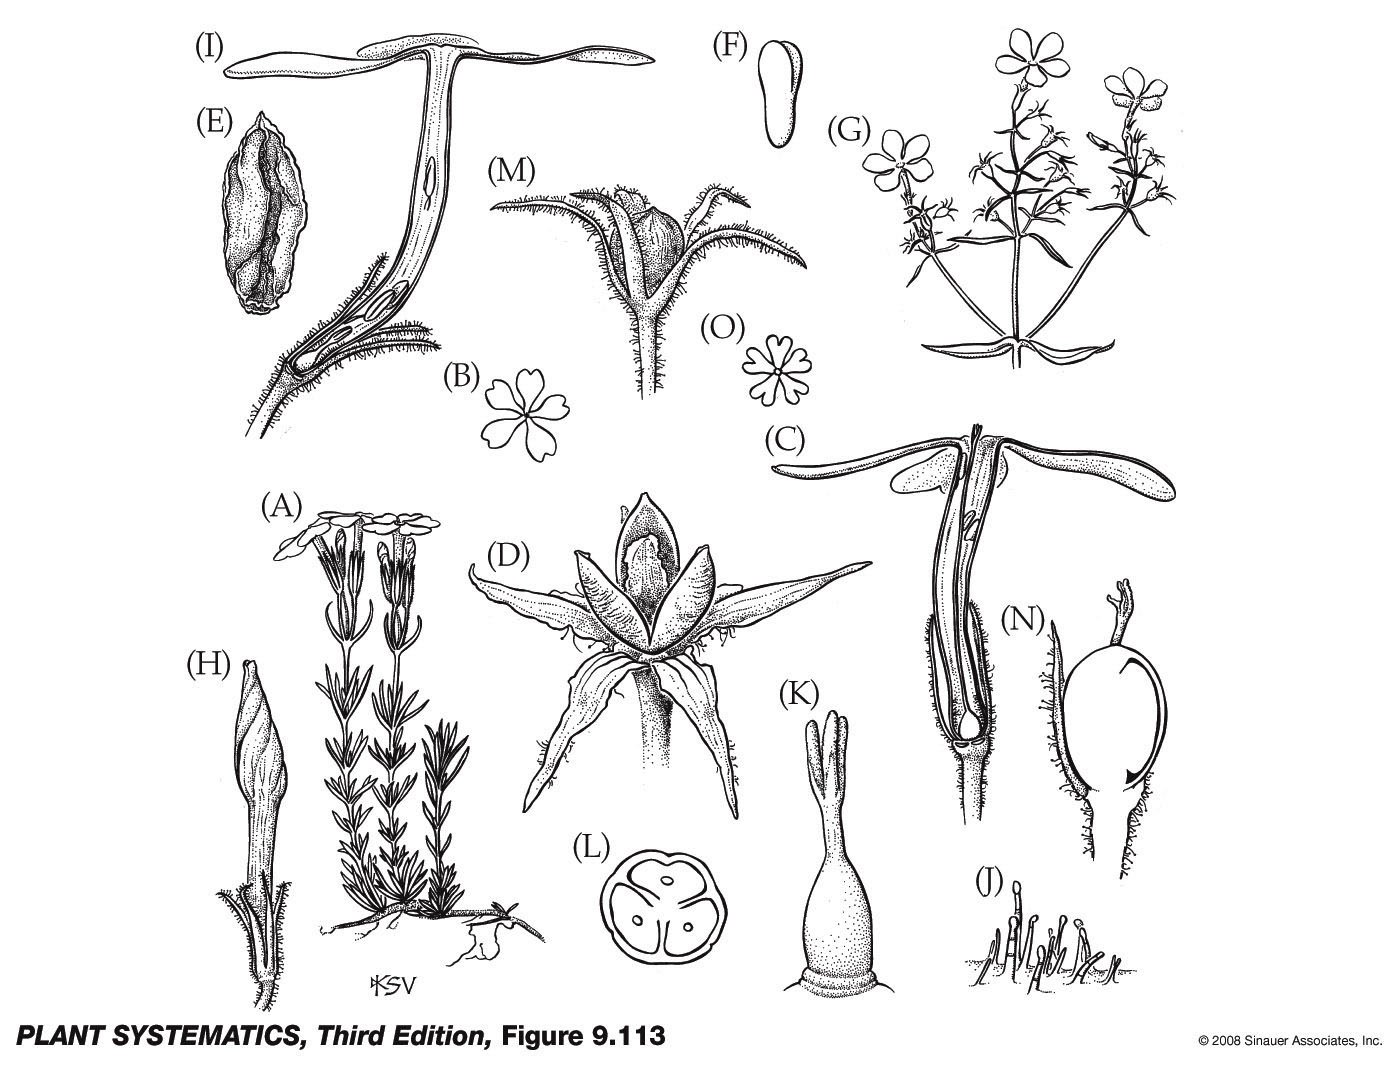 (I)
(F)
(E)
(G)
(M)
(O)
(B)
(C)
(A)
(D)
(N)
(H)
(K)
(L)
(J)
KSV
PLANT SYSTEMATICS, Third Edition, Figure 9.113
© 2008 Sinauer Associates, Inc.